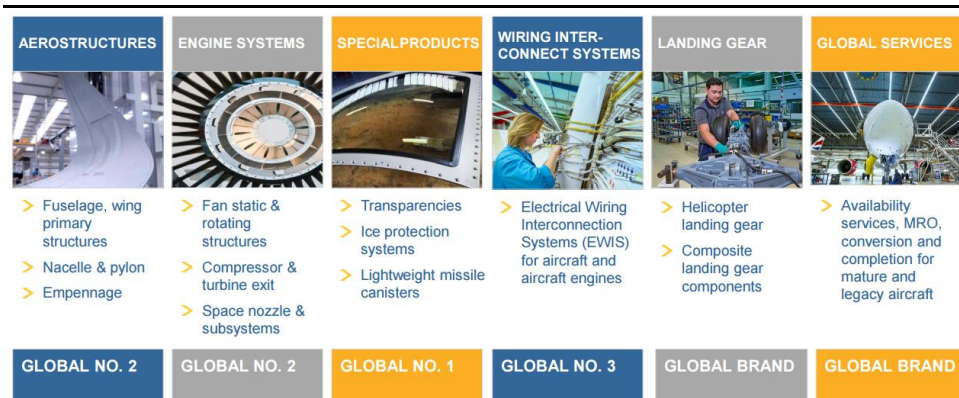 AEROSTRUCTURES
ENGINE SYSTEMS
SPECIALPRODUCTS
WIRING INTER-
CONNECT SYSTEMS
LANDING GEAR
GLOBAL SERVICES
Fuselage, wing
primary
structures
Nacelle & pylon
Empennage
Fan static &
rotating
structures
Compressor &
turbine exit
Space nozzle &
subsystems
Transparencies
Ice protection
systems
Lightweight missile
canisters
Electrical Wiring
Interconnection
Systems (EWIS)
for aircraft and
aircraft engines
Helicopter
landing gear
Composite
landing gear
components
Availability
services, MRO,
conversion and
completion for
mature and
legacy aircraft
GLOBAL NO. 2
GLOBAL NO. 2
GLOBAL NO. 1
GLOBAL NO. 3
GLOBAL BRAND
GLOBAL BRAND